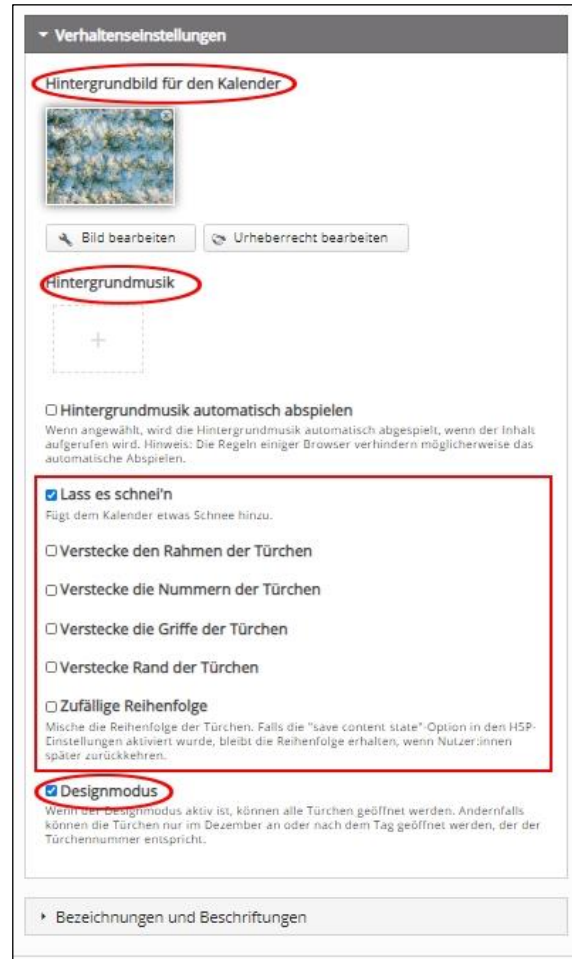 Verhaltenseinstellungen
Hintergrundbild für den Kalender
Bild bearbeiten
Urheberrecht bearbeiten
Hintergrundmusik
Hintergrundmusik automatisch abspielen
Wenn angewählt, wird die Hintergrundmusik automatisch abgespielt, wenn der Inhalt
aufgerufen wird. Hinweis: Die Regeln einiger Browser verhindern möglicherweise das
automatische Abspielen.
Lass es schnei'n
Fügt dem Kalender etwas Schnee hinzu.
Verstecke den Rahmen der Türchen
Verstecke die Nummern der Türchen
Verstecke die Griffe der Türchen
Verstecke Rand der Türchen
Zufällige Reihenfolge
Mische die Reihenfolge der Türchen. Falls die "save content state"-Option in den H5P-
Einstellungen aktiviert wurde, bleibt die Reihenfolge erhalten, wenn Nutzer:innen
später zurückkehren.
Designmodus
Wenn der Designmodus aktiv ist, können alle Türchen geöffnet werden. Andernfalls
können die Türchen nur im Dezember an oder nach dem Tag geöffnet werden, der der
Türchennummer entspricht.
Bezeichnungen und Beschriftungen